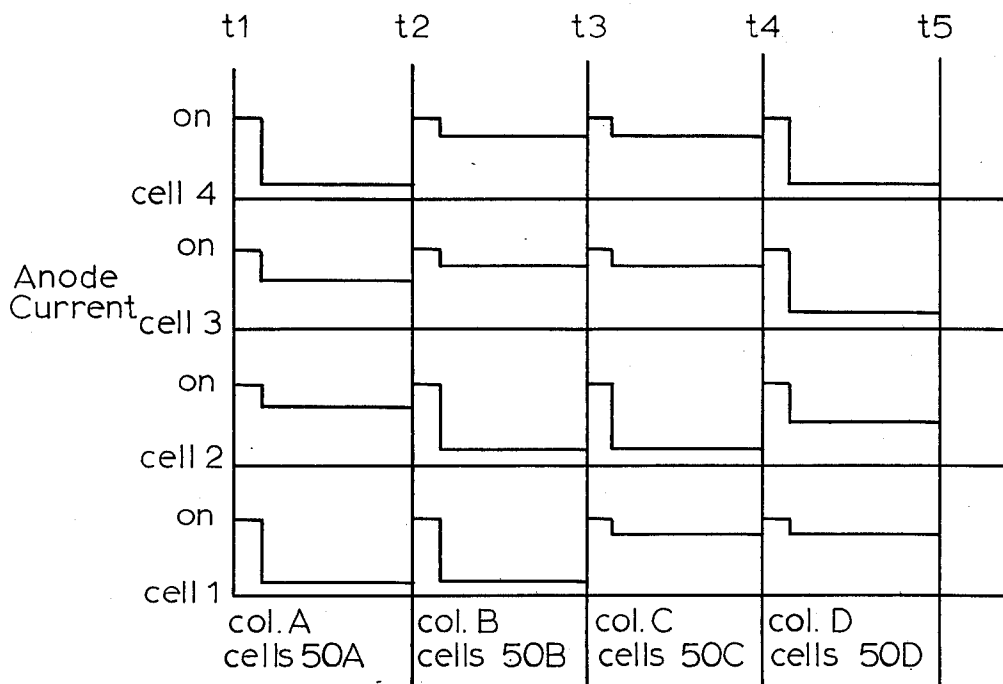 t1 t2 t3 t4 t5
on
cell 4
on
Anode
Current
cell 3
on
cell 2
on
cell 1
col. A col. B col. C col. D
cells 50A cells 50B cells 50C cells 50D